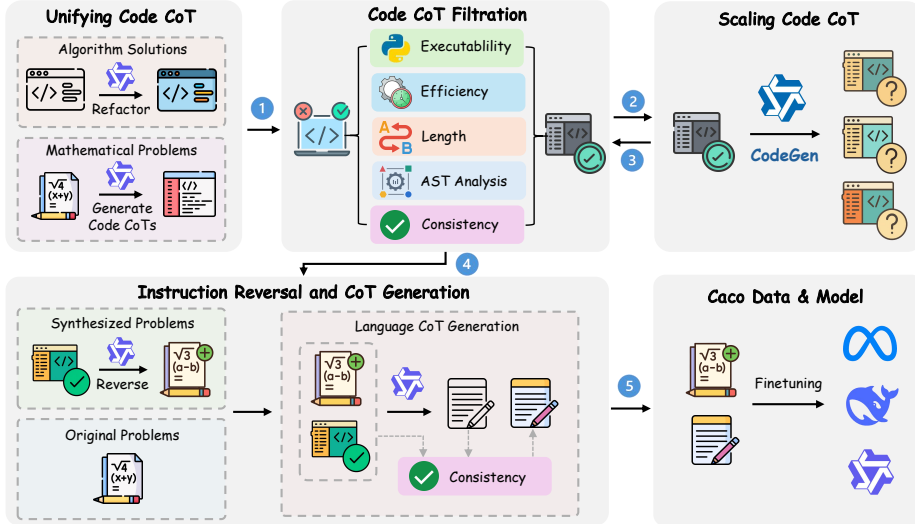 Unifying Code CoT
Algorithm Solutions
</>
</>
Refactor
Mathematical Problems
√4
(x+y)
=
</>
Generate
Code CoTs
1
Code CoT Filtration
</>
Executablility
Efficiency
A
B
Length
AST Analysis
Consistency
</>
2
3
Scaling Code CoT
</>
CodeGen
</>
?
</>
?
</>
?
4
Instruction Reversal and CoT Generation
Synthesized Problems
</>
Reverse
√3
(a-b)
=
Original Problems
√4
(x+y)
=
Language CoT Generation
√3
(a-b)
=
</>
Consistency
5
Caco Data & Model
√3
(a-b)
=
Finetuning